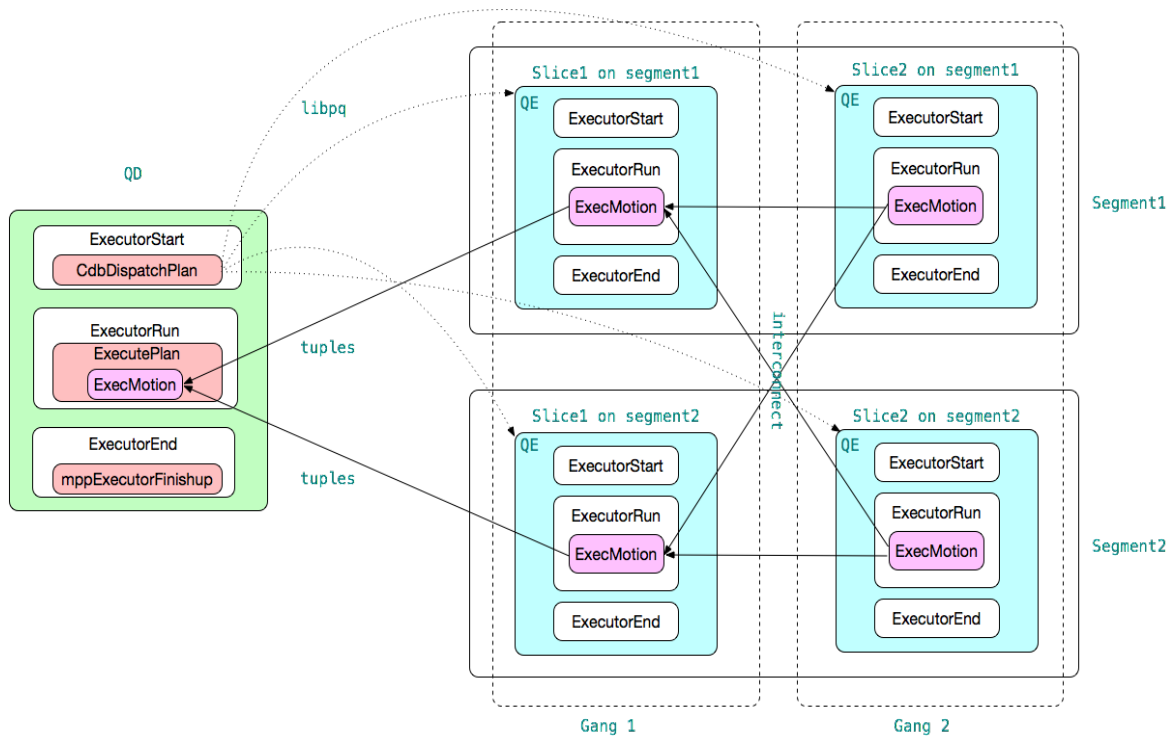 libpq
QD
ExecutorStart
CdbDispatchPlan
ExecutorRun
ExecutePlan
ExecMotion
ExecutorEnd
mppExecutorFinishup
tuples
tuples
Slice1 on segment1
QE
ExecutorStart
ExecutorRun
ExecMotion
ExecutorEnd
Slice2 on segment1
QE
ExecutorStart
ExecutorRun
ExecMotion
ExecutorEnd
Segment1
interconnect
Slice1 on segment2
QE
ExecutorStart
ExecutorRun
ExecMotion
ExecutorEnd
Slice2 on segment2
QE
ExecutorStart
ExecutorRun
ExecMotion
ExecutorEnd
Segment2
Gang 1
Gang 2